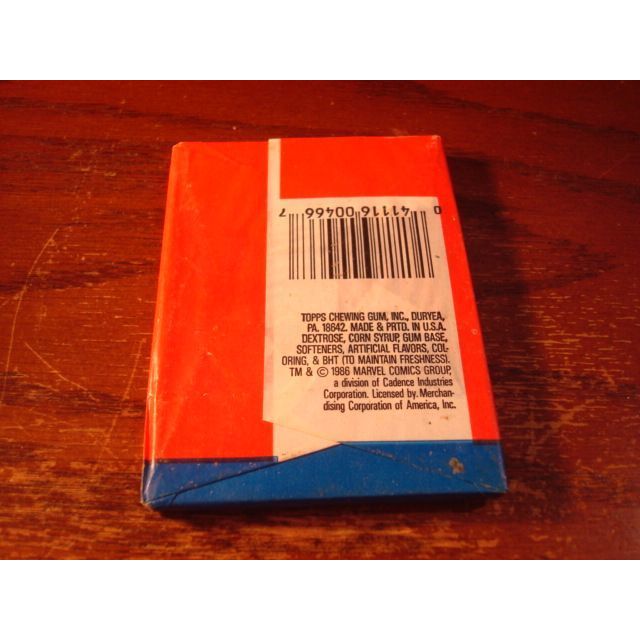 0 41116 00466 7
TOPPS CHEWING GUM, INC., DURYEA,
PA. 18642. MADE & PRTD. IN U.S.A.
DEXTROSE, CORN SYRUP, GUM BASE,
SOFTENERS, ARTIFICIAL FLAVORS, COL-
ORING, & BHT (TO MAINTAIN FRESHNESS).
TM & © 1986 MARVEL COMICS GROUP,
a division of Cadence Industries
Corporation. Licensed by: Merchan-
dising Corporation of America, Inc.